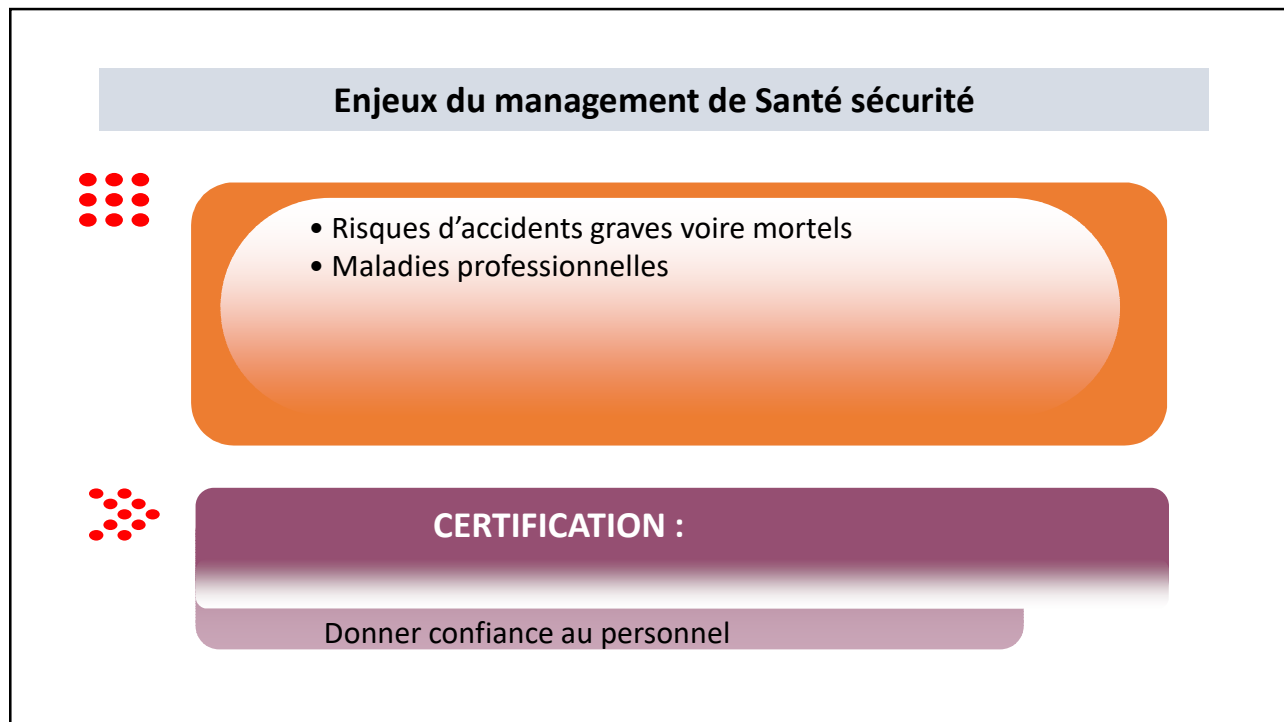 Enjeux du management de Santé sécurité
• Risques d’accidents graves voire mortels
• Maladies professionnelles
CERTIFICATION :
Donner confiance au personnel